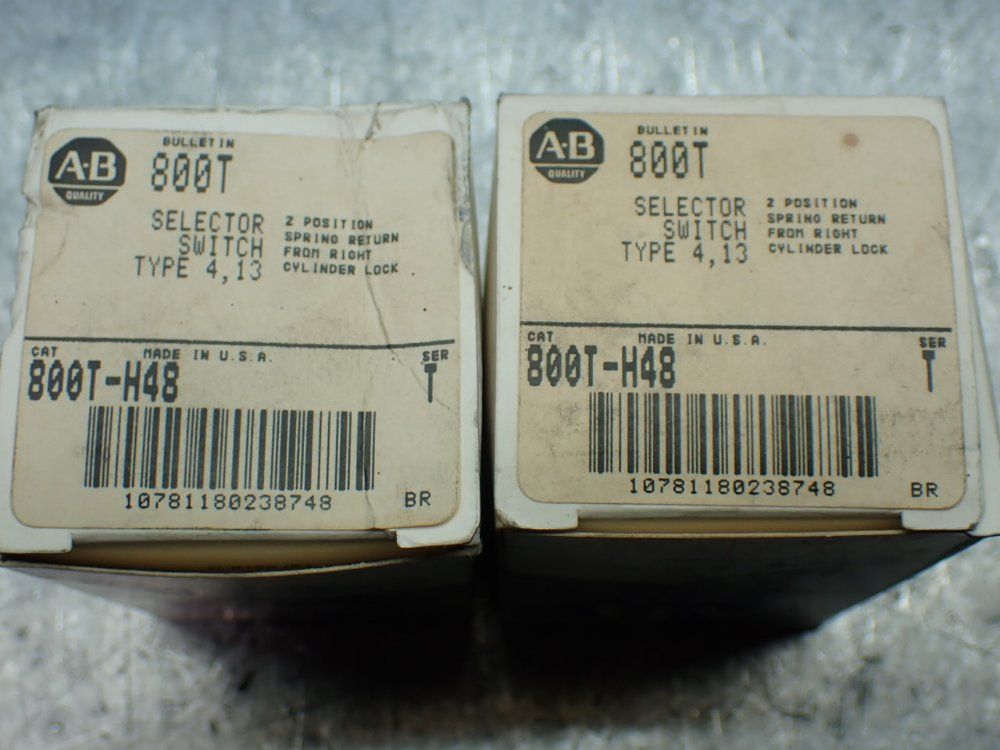 A-B
QUALITY
BULLETIN
800T
SELECTOR
SWITCH
TYPE 4,13
2 POSITION
SPRING RETURN
FROM RIGHT
CYLINDER LOCK
CAT
MADE IN U.S.A.
SER
800T-H48
T
10781180238748
BR
A-B
QUALITY
BULLETIN
800T
SELECTOR
SWITCH
TYPE 4,13
2 POSITION
SPRING RETURN
FROM RIGHT
CYLINDER LOCK
CAT
MADE IN U.S.A.
SER
800T-H48
T
10781180238748
BR